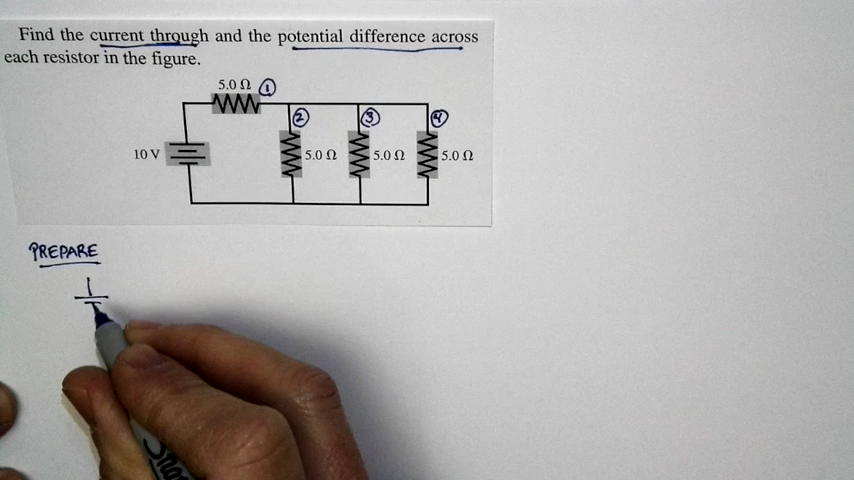 Find the current through and the potential difference across
each resistor in the figure.
5.0 Ω ①
② ③ ④
10 V 5.0 Ω 5.0 Ω 5.0 Ω
PREPARE